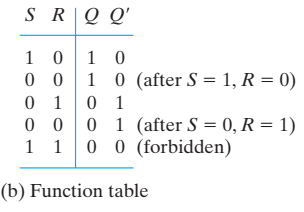 S R Q Q'
1 0 1 0
0 0 1 0 (after S = 1, R = 0)
0 1 0 1
0 0 0 1 (after S = 0, R = 1)
1 1 0 0 (forbidden)
(b) Function table